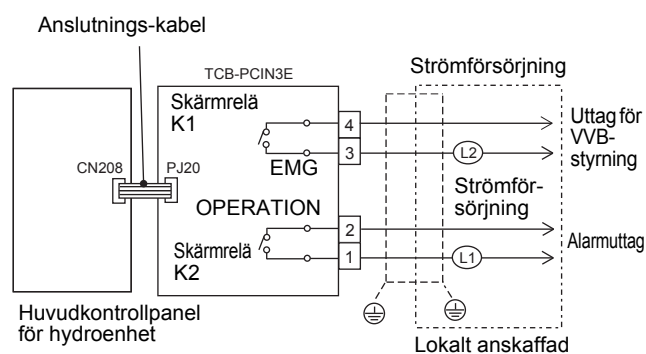 Anslutnings-kabel
TCB-PCIN3E
Strömförsörjning
Skärmrelä
K1
4
Uttag för
VVB-
styrning
3
L2
EMG
CN208
PJ20
Strömför-
sörjning
OPERATION
2
Skärmrelä
K2
1
L1
Alarmuttag
Huvudkontrollpanel
för hydroenhet
Lokalt anskaffad